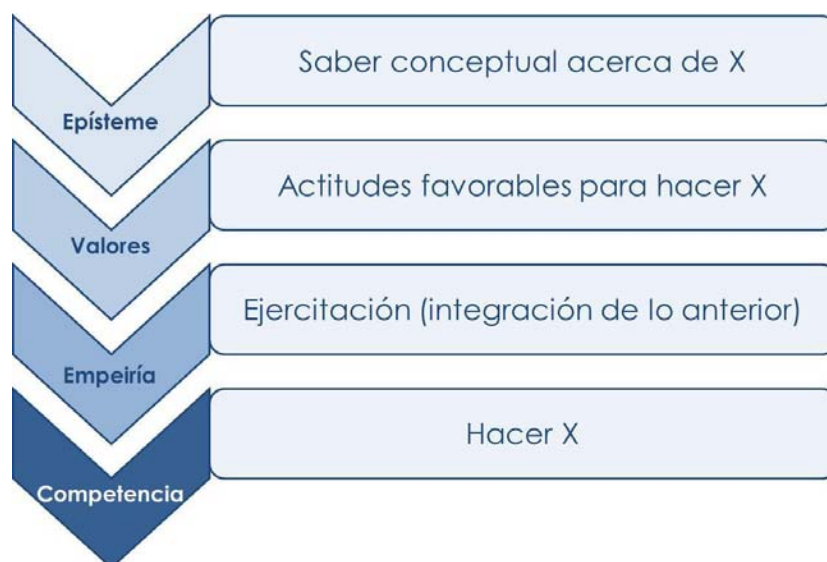 Saber conceptual acerca de X
Epísteme
Actitudes favorables para hacer X
Valores
Ejercitación (integración de lo anterior)
Empeiría
Hacer X
Competencia